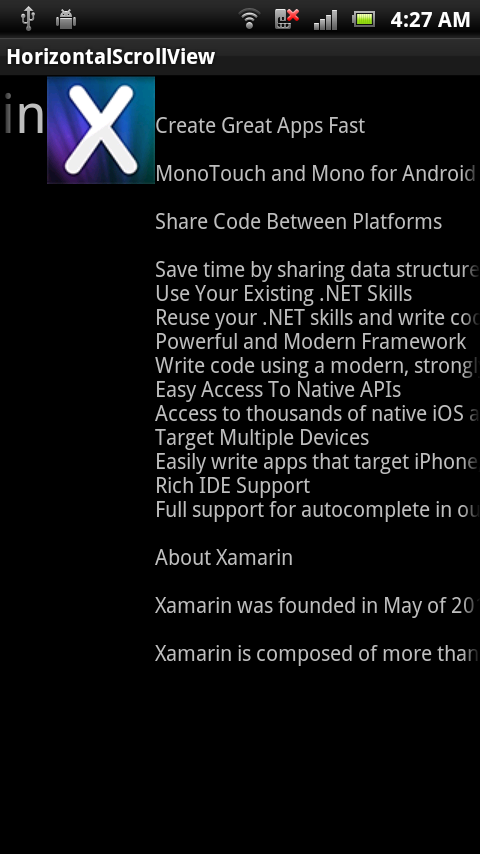 4:27 AM
HorizontalScrollView
in
X
Create Great Apps Fast
MonoTouch and Mono for Android
Share Code Between Platforms
Save time by sharing data structure
Use Your Existing .NET Skills
Reuse your .NET skills and write co
Powerful and Modern Framework
Write code using a modern, strongl
Easy Access To Native APIs
Access to thousands of native iOS a
Target Multiple Devices
Easily write apps that target iPhone
Rich IDE Support
Full support for autocomplete in ou
About Xamarin
Xamarin was founded in May of 20
Xamarin is composed of more than